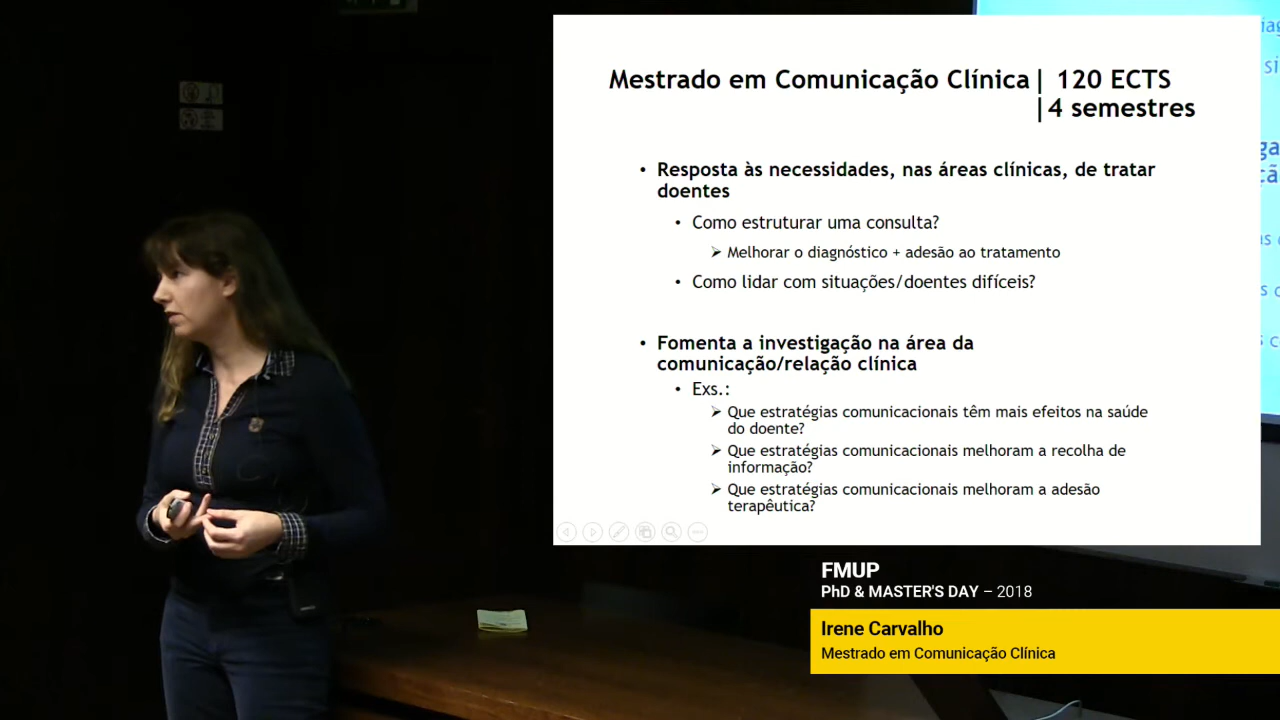 Mestrado em Comunicação Clínica| 120 ECTS
|4 semestres
• Resposta às necessidades, nas áreas clínicas, de tratar
doentes
• Como estruturar uma consulta?
➢ Melhorar o diagnóstico + adesão ao tratamento
• Como lidar com situações/doentes difíceis?
• Fomenta a investigação na área da
comunicação/relação clínica
• Exs.:
➢ Que estratégias comunicacionais têm mais efeitos na saúde
do doente?
➢ Que estratégias comunicacionais melhoram a recolha de
informação?
➢ Que estratégias comunicacionais melhoram a adesão
terapêutica?
FMUP
PhD & MASTER'S DAY – 2018
Irene Carvalho
Mestrado em Comunicação Clínica